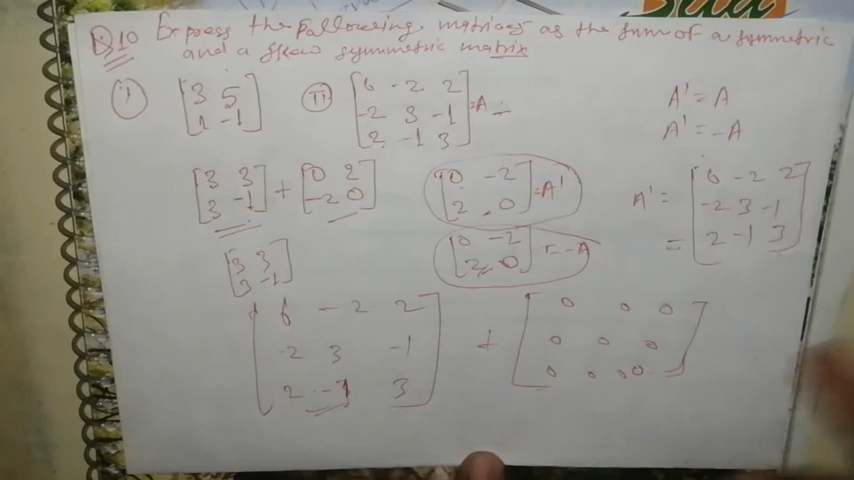 Q10 Express the Following matrices as the sum of a symmetric
and a skew symmetric matrix
(i) [3 5
1 -1]
(ii) [6 -2 2
-2 3 -1
2 -1 3] = A =
A' = A
A' = -A
[3 3
3 -1] + [0 2
-2 0]
[0 -2
2 0] = A'
A' = [6 -2 2
-2 3 -1
= 2 -1 3]
[3 3
3 -1]
[0 -2
2 0] = -A
[6 -2 2
-2 3 -1
2 -1 3] + [0 0 0
0 0 0
0 0 0]